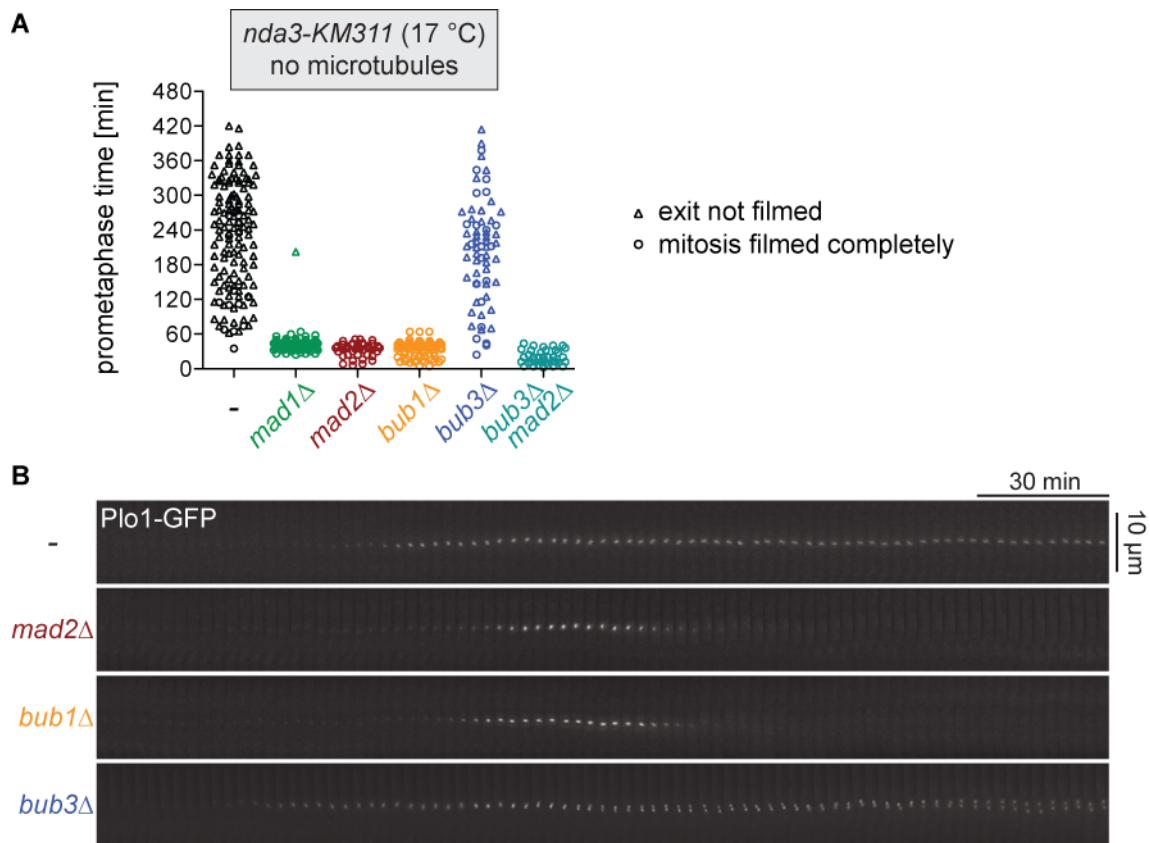 A
nda3-KM311 (17 °C)
no microtubules
prometaphase time [min]
480
420
360
300
240
180
120
60
0
-
mad1Δ
mad2Δ
bub1Δ
bub3Δ
bub3Δ
mad2Δ
▵ exit not filmed
○ mitosis filmed completely
B
30 min
Plo1-GFP
10 µm
-
mad2Δ
bub1Δ
bub3Δ